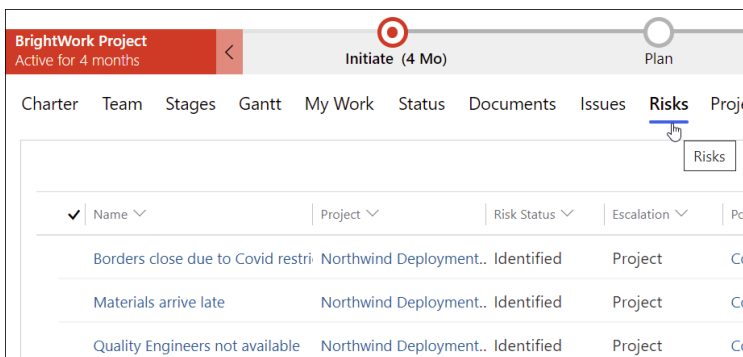 BrightWork Project
Active for 4 months
Initiate (4 Mo)
Plan
Charter Team Stages Gantt My Work Status Documents Issues Risks Proj
Risks
Name Project Risk Status Escalation
Borders close due to Covid restri Northwind Deployment.. Identified Project
Materials arrive late Northwind Deployment.. Identified Project
Quality Engineers not available Northwind Deployment.. Identified Project